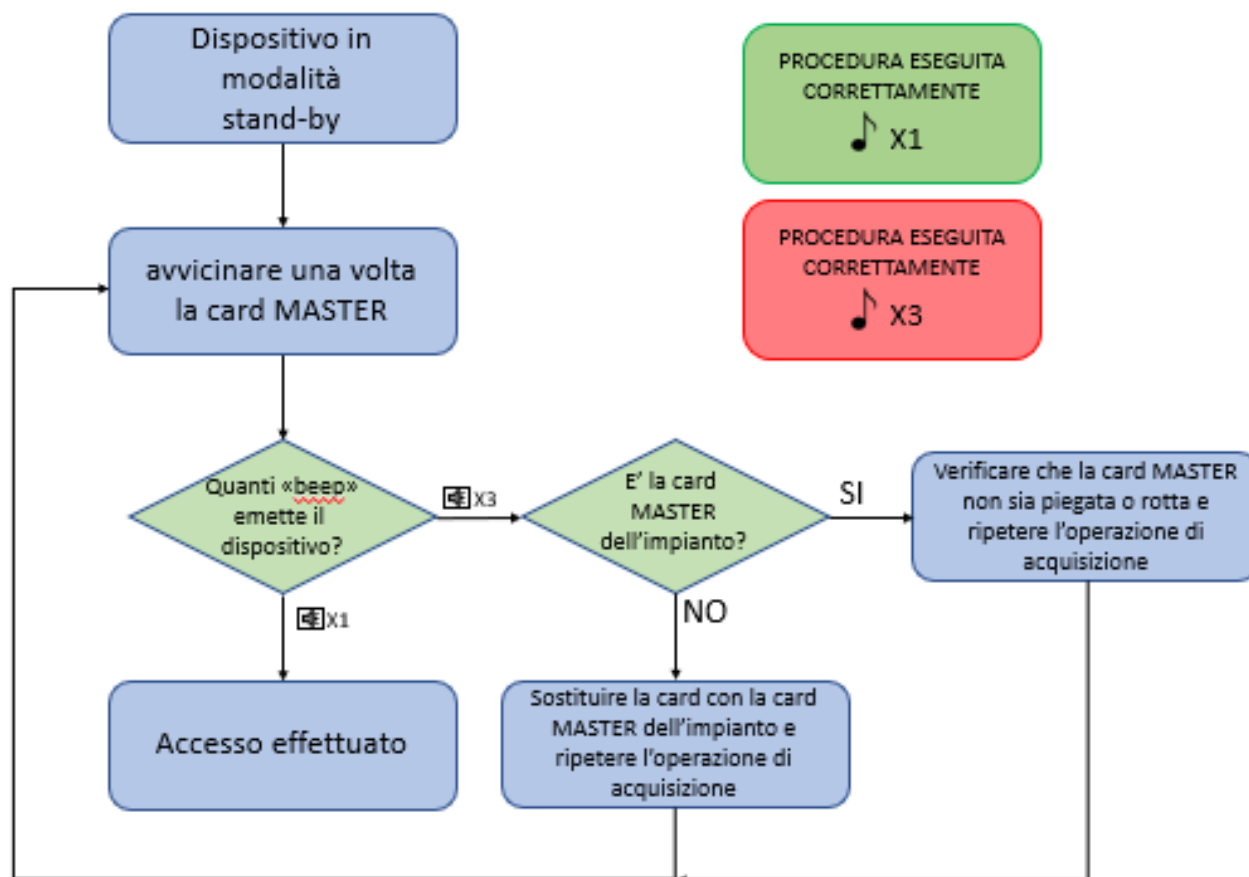 Dispositivo in
modalità
stand-by
PROCEDURA ESEGUITA
CORRETTAMENTE
X1
avvicinare una volta
la card MASTER
PROCEDURA ESEGUITA
CORRETTAMENTE
X3
Quanti «beep»
emette il
dispositivo?
X3
E’ la card
MASTER
dell’impianto?
SI
Verificare che la card MASTER
non sia piegata o rotta e
ripetere l’operazione di
acquisizione
X1
NO
Accesso effettuato
Sostituire la card con la card
MASTER dell’impianto e
ripetere l’operazione di
acquisizione